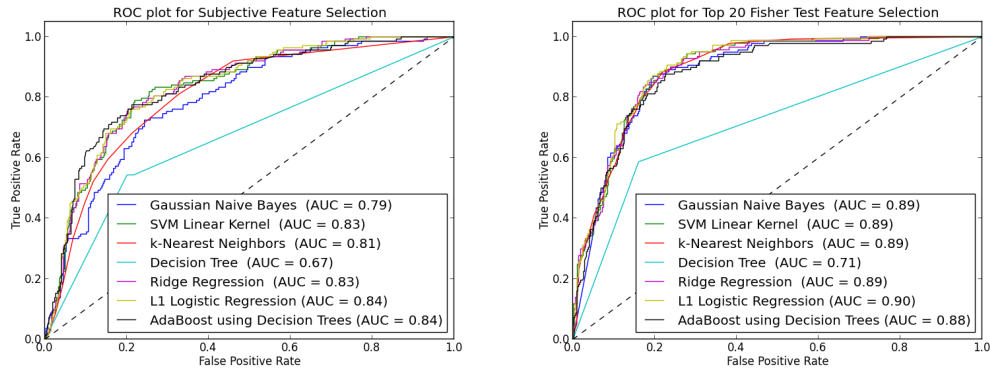 ROC plot for Subjective Feature Selection
1.0
0.8
0.6
0.4
0.2
0.0
True Positive Rate
Gaussian Naive Bayes (AUC = 0.79)
SVM Linear Kernel (AUC = 0.83)
k-Nearest Neighbors (AUC = 0.81)
Decision Tree (AUC = 0.67)
Ridge Regression (AUC = 0.83)
L1 Logistic Regression (AUC = 0.84)
AdaBoost using Decision Trees (AUC = 0.84)
0.0 0.2 0.4 0.6 0.8 1.0
False Positive Rate
ROC plot for Top 20 Fisher Test Feature Selection
1.0
0.8
0.6
0.4
0.2
0.0
True Positive Rate
Gaussian Naive Bayes (AUC = 0.89)
SVM Linear Kernel (AUC = 0.89)
k-Nearest Neighbors (AUC = 0.89)
Decision Tree (AUC = 0.71)
Ridge Regression (AUC = 0.89)
L1 Logistic Regression (AUC = 0.90)
AdaBoost using Decision Trees (AUC = 0.88)
0.0 0.2 0.4 0.6 0.8 1.0
False Positive Rate